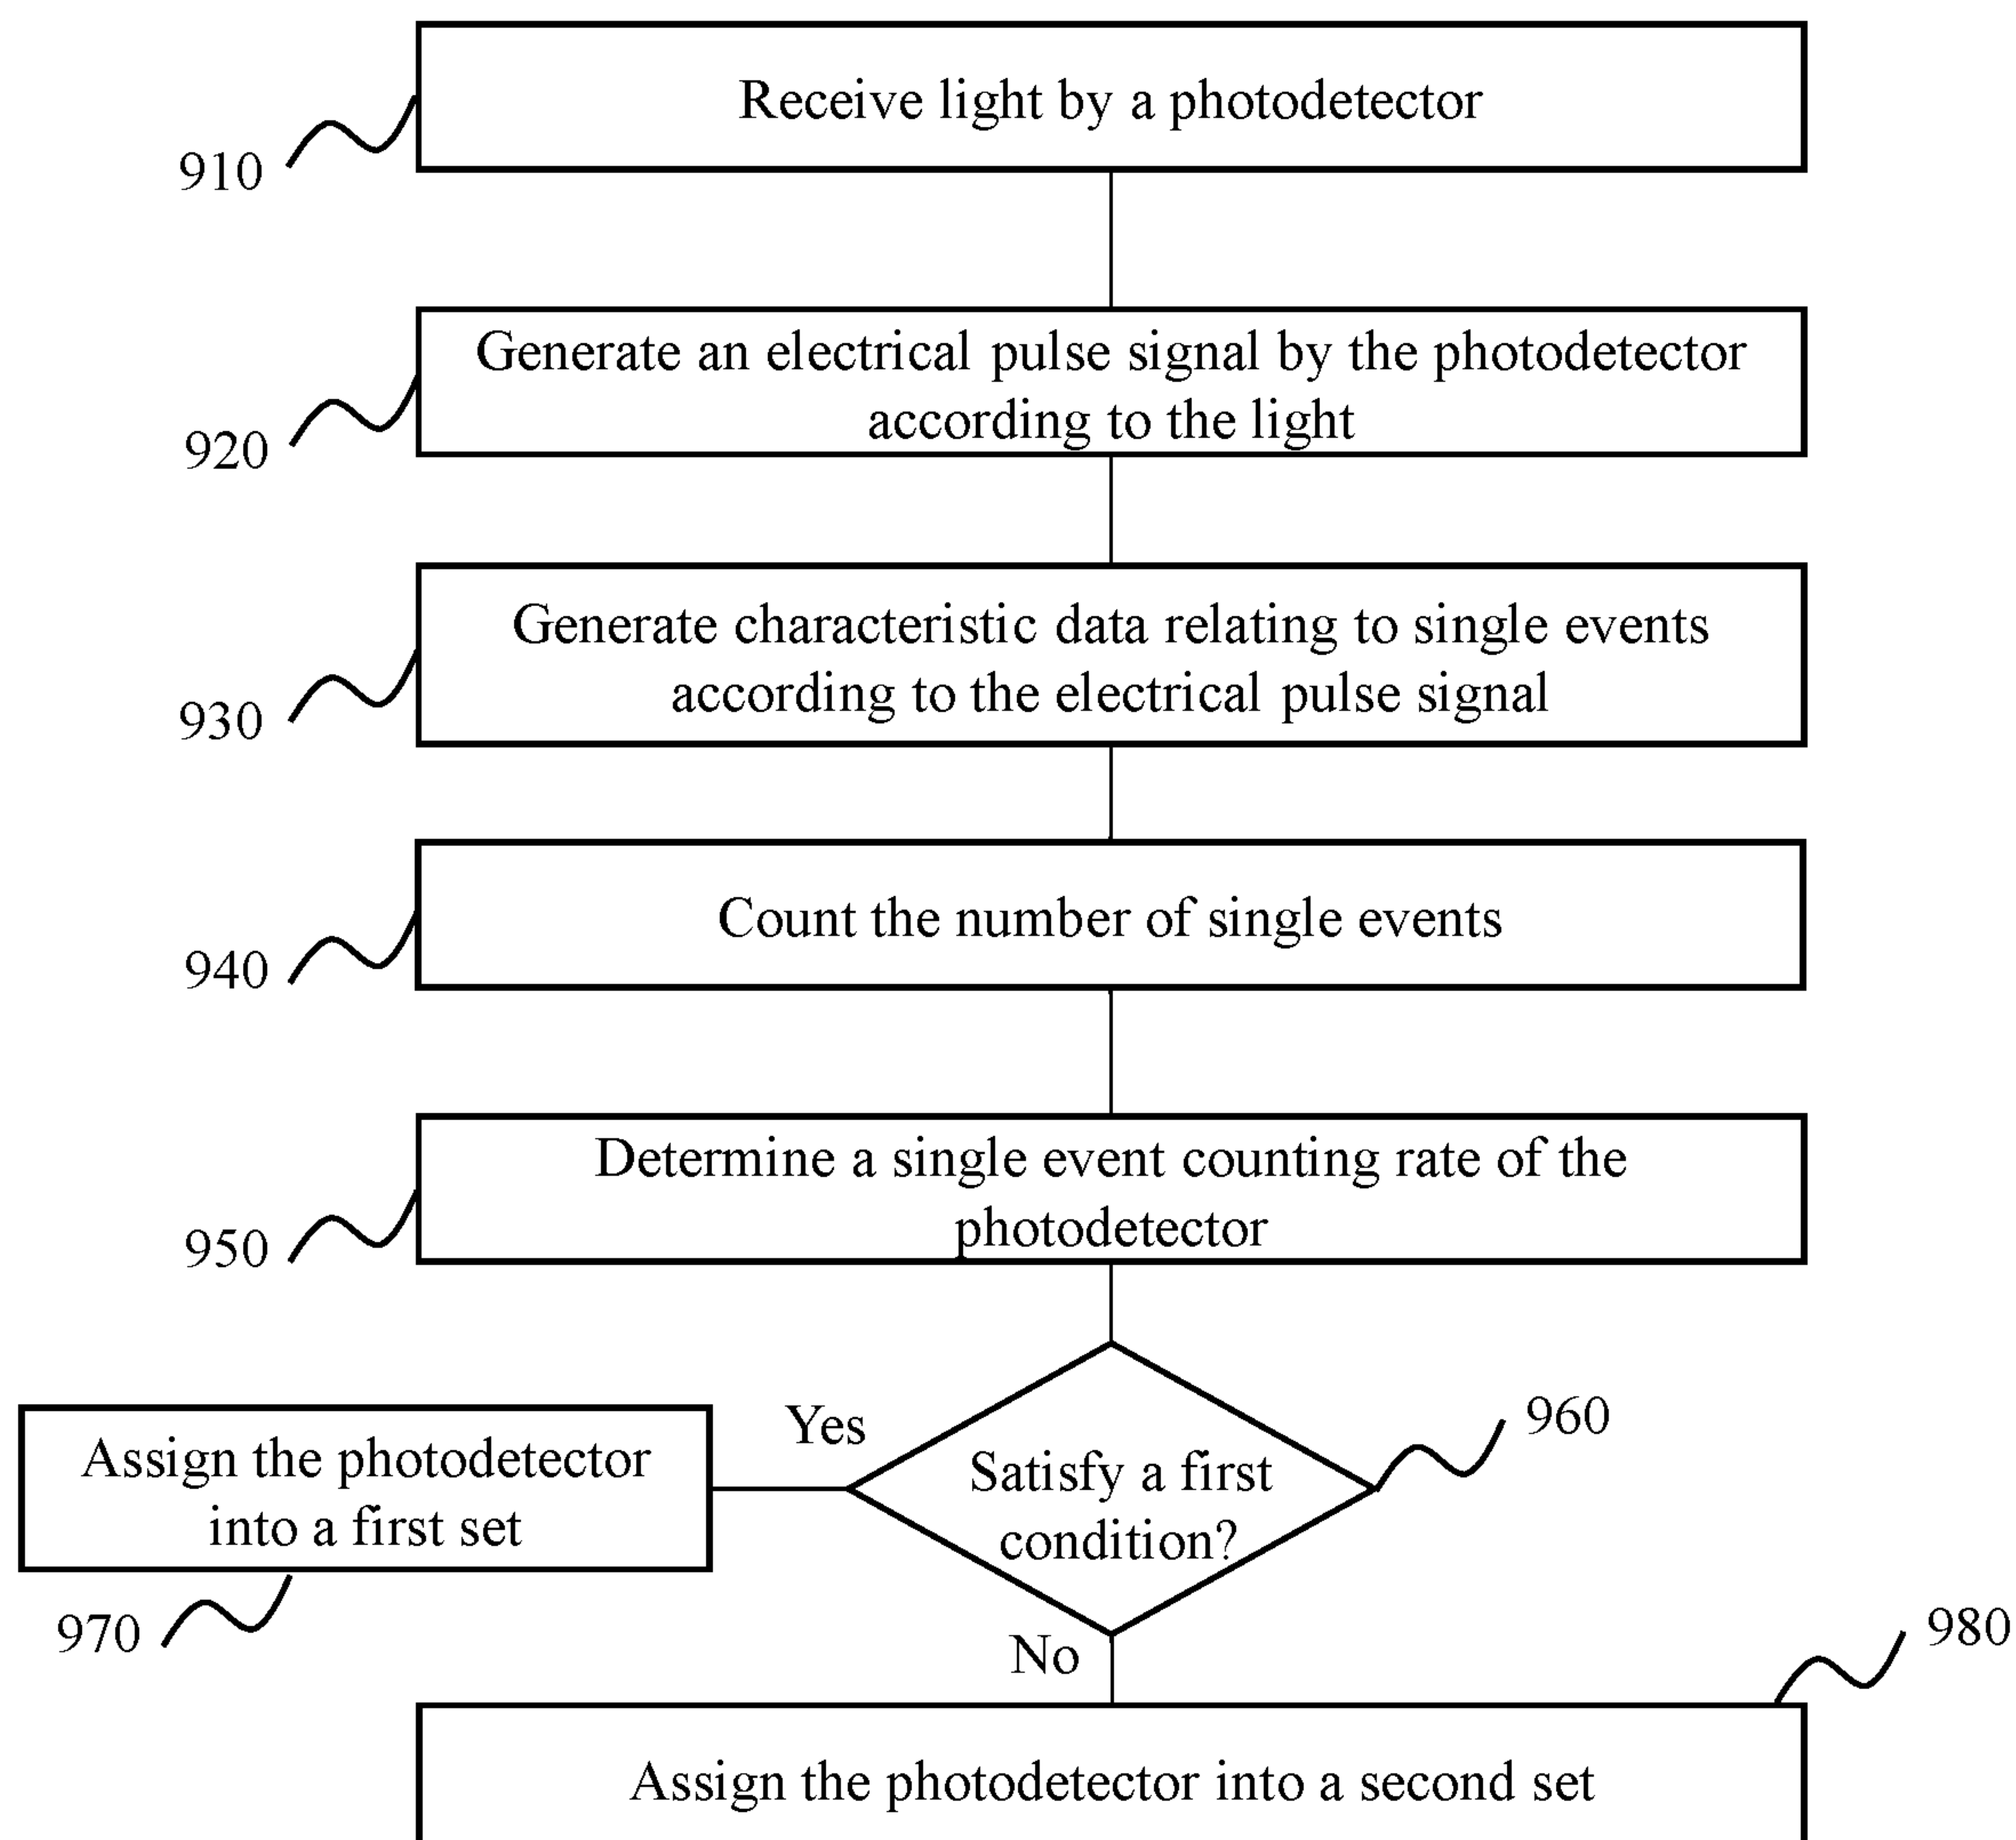 Receive light by a photodetector
910
Generate an electrical pulse signal by the photodetector
according to the light
920
Generate characteristic data relating to single events
according to the electrical pulse signal
930
Count the number of single events
940
Determine a single event counting rate of the
photodetector
950
960
Yes
Satisfy a first
condition?
Assign the photodetector
into a first set
970
No
980
Assign the photodetector into a second set